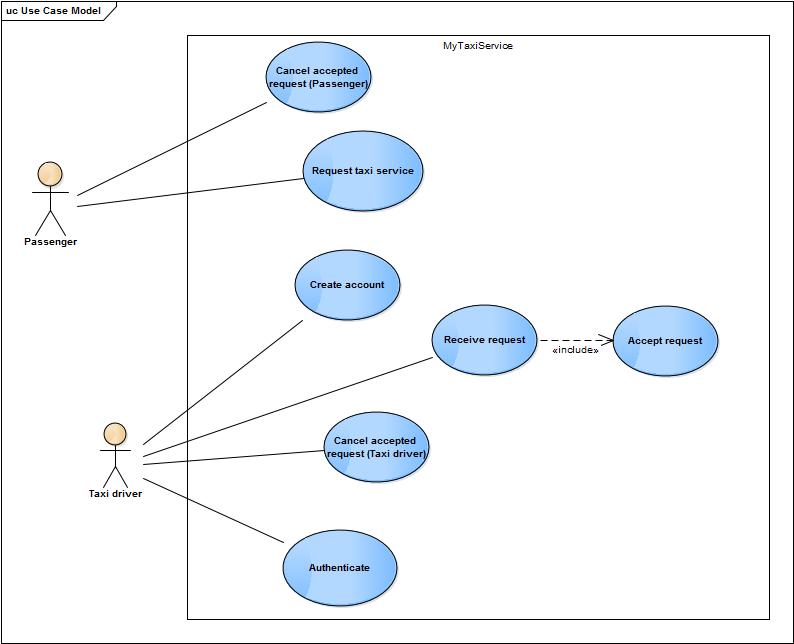 uc Use Case Model
MyTaxiService
Cancel accepted
request (Passenger)
Request taxi service
Passenger
Create account
Receive request
«include»
Accept request
Cancel accepted
request (Taxi driver)
Taxi driver
Authenticate